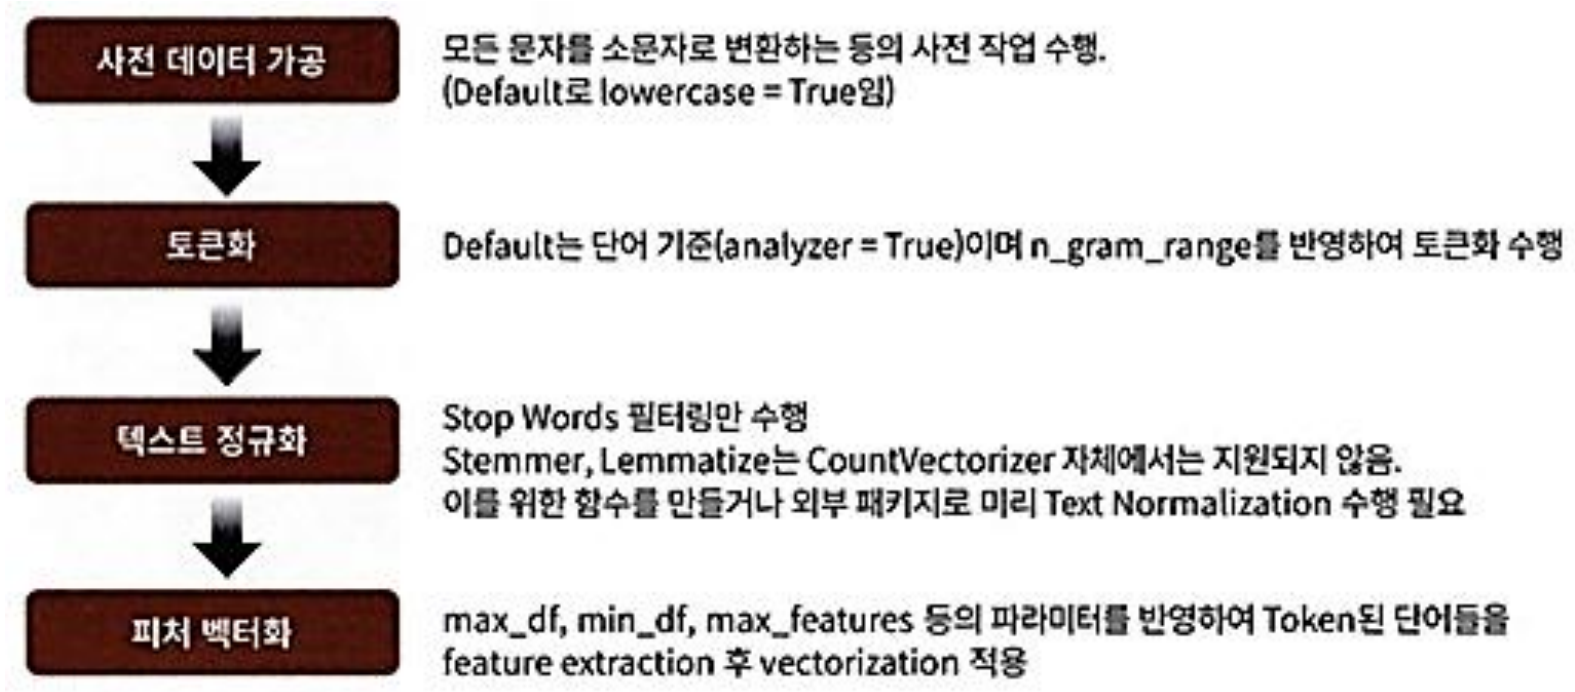 사전 데이터 가공
모든 문자를 소문자로 변환하는 등의 사전 작업 수행.
(Default로 lowercase = True임)
토큰화
Default는 단어 기준(analyzer = True)이며 n_gram_range를 반영하여 토큰화 수행
텍스트 정규화
Stop Words 필터링만 수행
Stemmer, Lemmatize는 CountVectorizer 자체에서는 지원되지 않음.
이를 위한 함수를 만들거나 외부 패키지로 미리 Text Normalization 수행 필요
피처 벡터화
max_df, min_df, max_features 등의 파라미터를 반영하여 Token된 단어들을
feature extraction 후 vectorization 적용